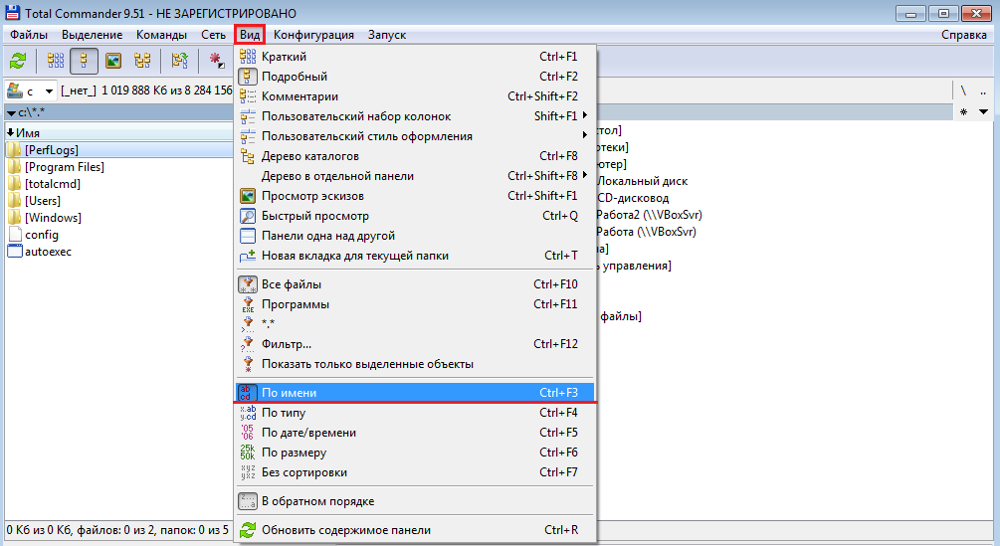 Total Commander 9.51 - НЕ ЗАРЕГИСТРИРОВАНО
Файлы Выделение Команды Сеть Вид Конфигурация Запуск Справка
c [_нет_] 1 019 888 Кб из 8 284 156 \ ..
c:\*.* *
Имя
[PerfLogs]
[Program Files]
[totalcmd]
[Users]
[Windows]
config
autoexec
Краткий Ctrl+F1
Подробный Ctrl+F2
Комментарии Ctrl+Shift+F2
Пользовательский набор колонок Shift+F1
Пользовательский стиль оформления
Дерево каталогов Ctrl+F8
Дерево в отдельной панели Ctrl+Shift+F8
Просмотр эскизов Ctrl+Shift+F1
Быстрый просмотр Ctrl+Q
Панели одна над другой
Новая вкладка для текущей папки Ctrl+T
Все файлы Ctrl+F10
Программы Ctrl+F11
*.*
Фильтр... Ctrl+F12
Показать только выделенные объекты
По имени Ctrl+F3
По типу Ctrl+F4
По дате/времени Ctrl+F5
По размеру Ctrl+F6
Без сортировки Ctrl+F7
В обратном порядке
Обновить содержимое панели Ctrl+R
стол]
отеки]
ютер]
Локальный диск
CD-дисковод
Работа2 (\\VBoxSvr)
Работа (\\VBoxSvr)
а]
ь управления]
файлы]
0 Кб из 0 Кб, файлов: 0 из 2, папок: 0 из 5